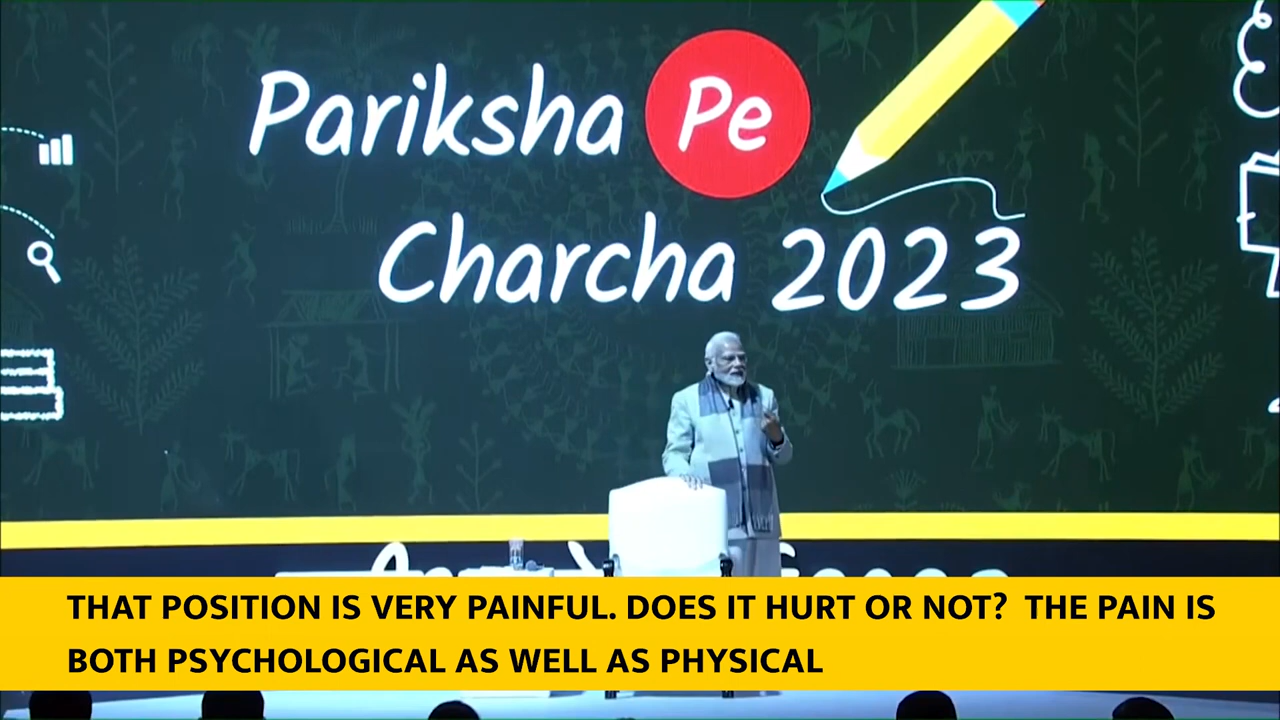 Pariksha Pe
Charcha 2023
THAT POSITION IS VERY PAINFUL. DOES IT HURT OR NOT? THE PAIN IS
BOTH PSYCHOLOGICAL AS WELL AS PHYSICAL